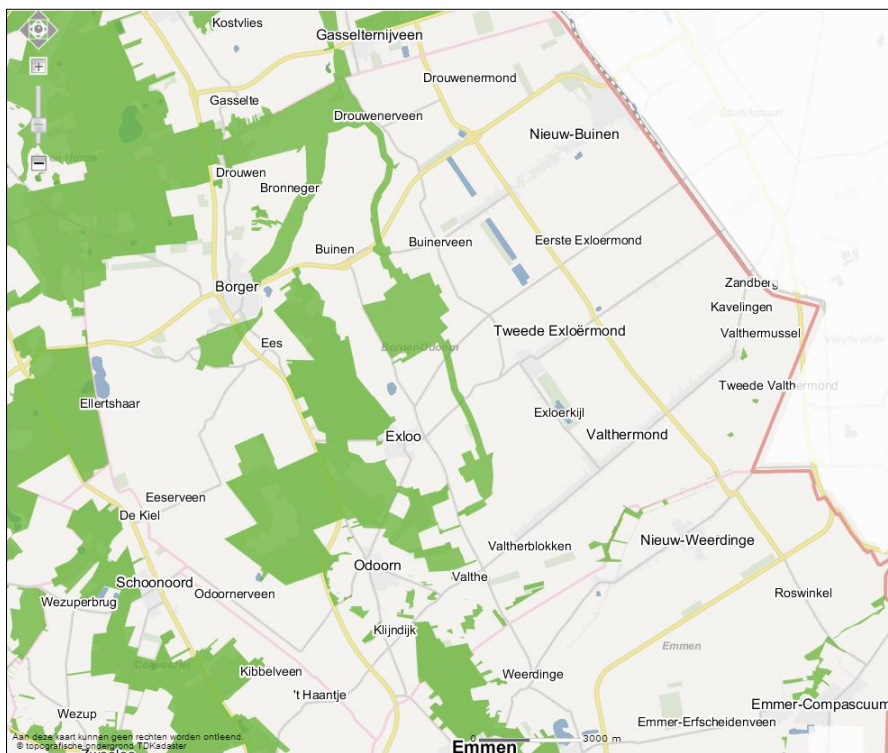 Kostvlies
Gasselternijveen
Drouwenermond
Gasselte
Stadskanaal
Drouwenerveen
Nieuw-Buinen
Drouwen
Bronneger
Buinen
Buinerveen
Eerste Exloermond
Borger
Zandberg
Kavelingen
Tweede Exloërmond
Valthermussel
Vlagtwedde
Ees
Borger-Odoorn
Tweede Valthermond
Ellertshaar
Exloerkijl
Exloo
Valthermond
Eeserveen
De Kiel
Nieuw-Weerdinge
Valtherblokken
Odoorn
Valthe
Schoonoord
Odoornerveen
Roswinkel
Wezuperbrug
Klijndijk
Emmen
Coevorden
Kibbelveen
Weerdinge
't Haantje
Emmer-Compascuum
Wezup
Emmer-Erfscheidenveen
Aan deze kaart kunnen geen rechten worden ontleend.
© topografische ondergrond TDKadaster
0 3000 m
Emmen